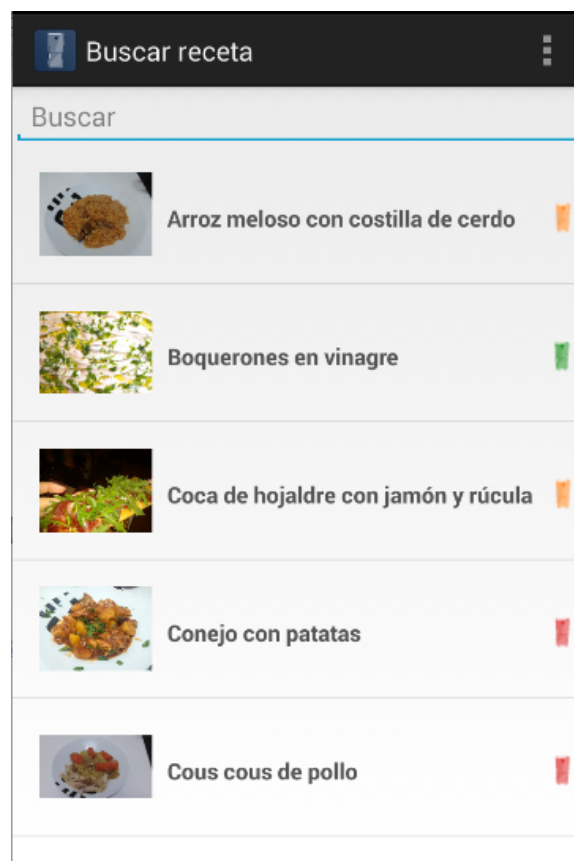 Buscar receta
Buscar
Arroz meloso con costilla de cerdo
Boquerones en vinagre
Coca de hojaldre con jamón y rúcula
Conejo con patatas
Cous cous de pollo